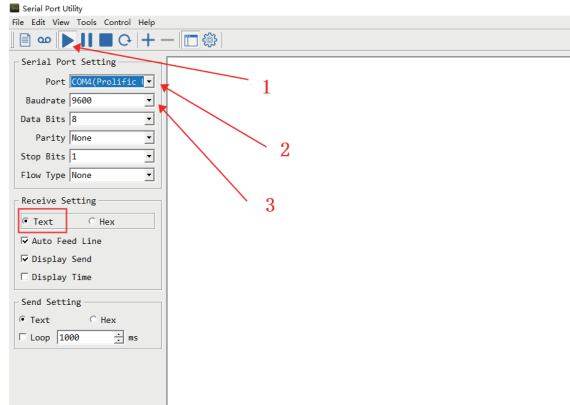 Serial Port Utility
File Edit View Tools Control Help
Serial Port Setting
Port COM4(Prolific
Baudrate 9600
Data Bits 8
Parity None
Stop Bits 1
Flow Type None
Receive Setting
Text Hex
Auto Feed Line
Display Send
Display Time
Send Setting
Text Hex
Loop 1000 ms
1
2
3